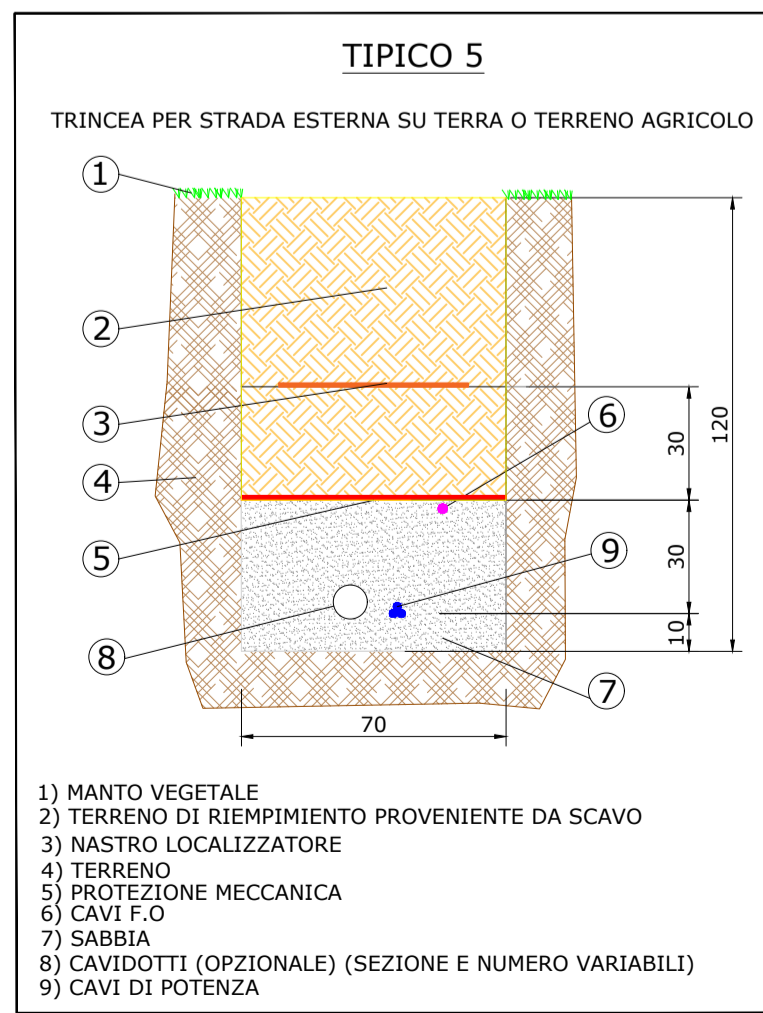 TIPICO 5
TRINCEA PER STRADA ESTERNA SU TERRA O TERRENO AGRICOLO
1
2
3
6
30
120
4
5
9
30
8
10
7
70
1) MANTO VEGETALE
2) TERRENO DI RIEMPIMIENTO PROVENIENTE DA SCAVO
3) NASTRO LOCALIZZATORE
4) TERRENO
5) PROTEZIONE MECCANICA
6) CAVI F.O
7) SABBIA
8) CAVIDOTTI (OPZIONALE) (SEZIONE E NUMERO VARIABILI)
9) CAVI DI POTENZA